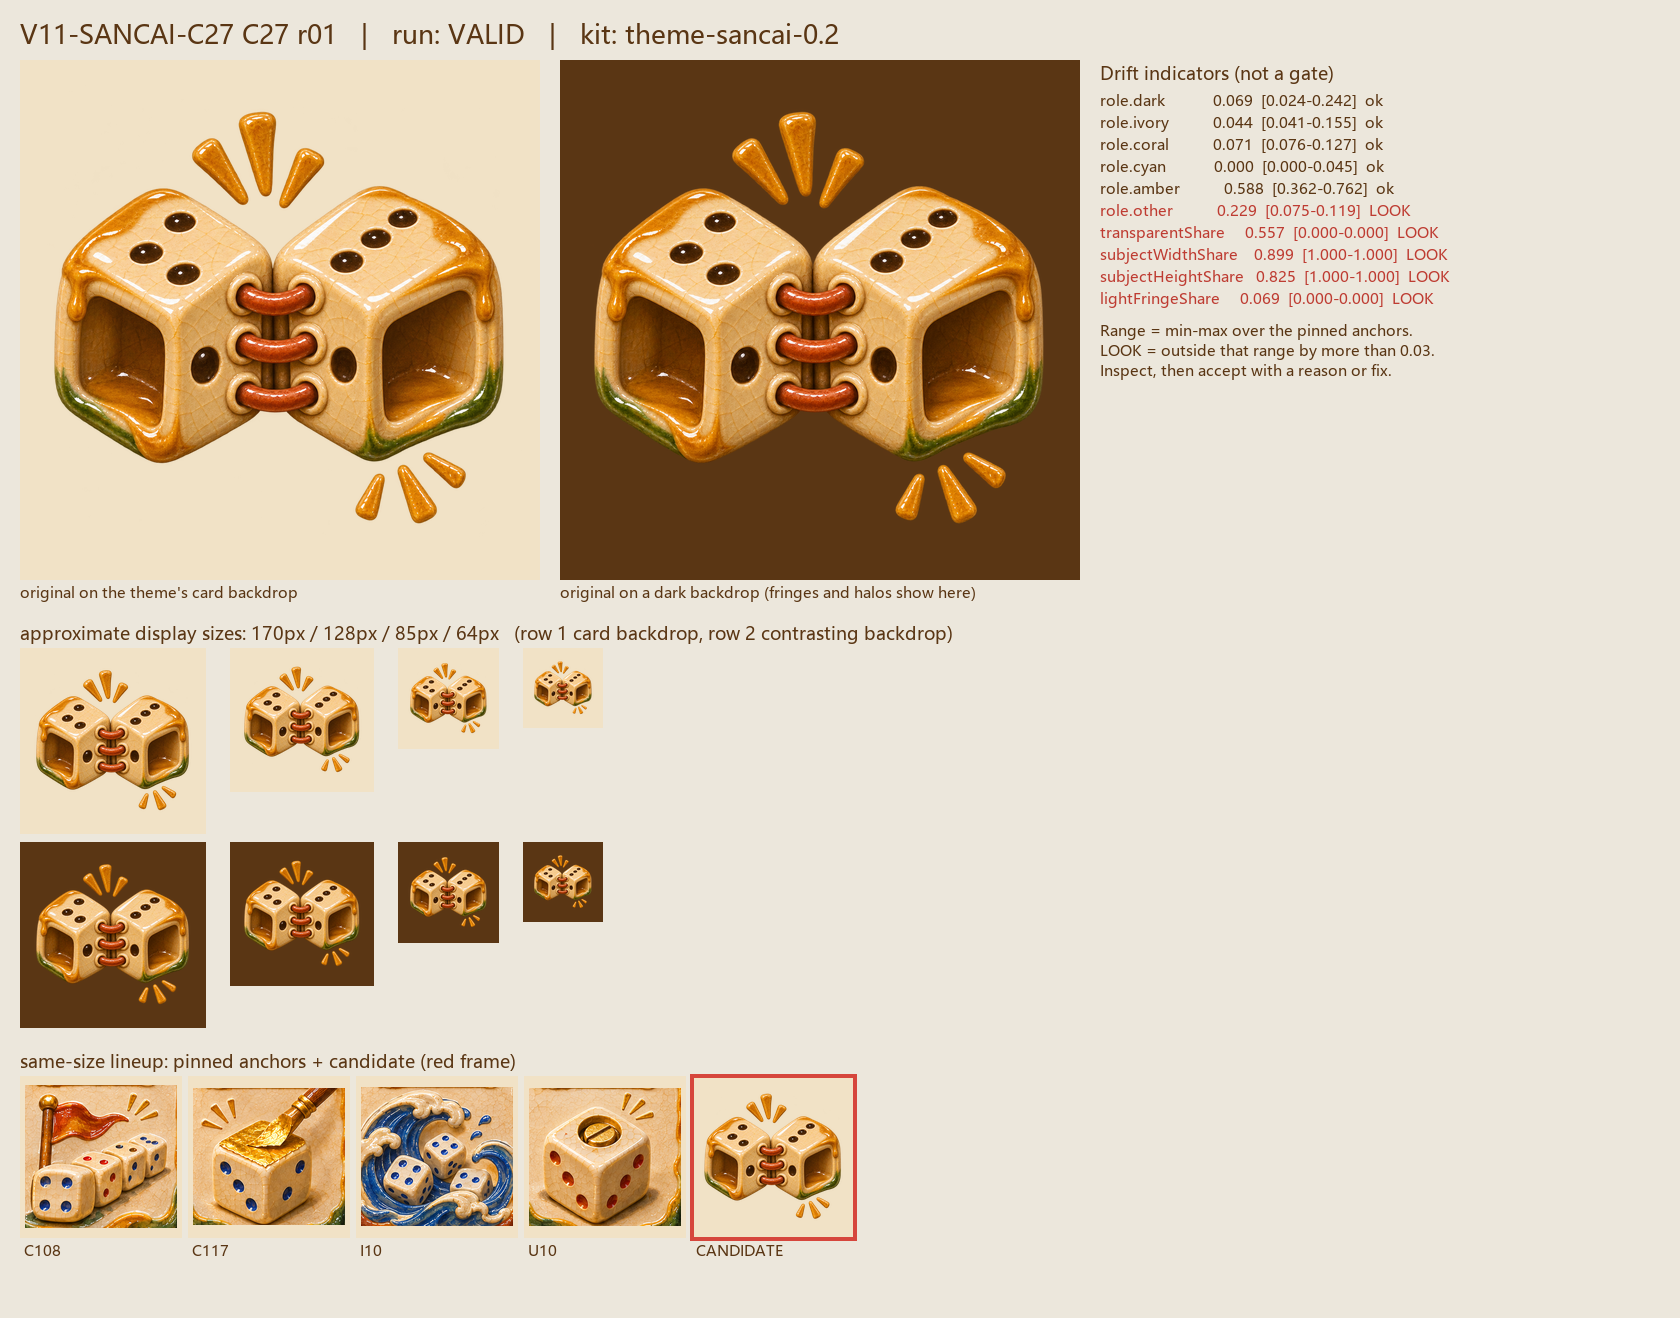 V11-SANCAI-C27 C27 r01 | run: VALID | kit: theme-sancai-0.2
Drift indicators (not a gate)
role.dark 0.069 [0.024-0.242] ok
role.ivory 0.044 [0.041-0.155] ok
role.coral 0.071 [0.076-0.127] ok
role.cyan 0.000 [0.000-0.045] ok
role.amber 0.588 [0.362-0.762] ok
role.other 0.229 [0.075-0.119] LOOK
transparentShare 0.557 [0.000-0.000] LOOK
subjectWidthShare 0.899 [1.000-1.000] LOOK
subjectHeightShare 0.825 [1.000-1.000] LOOK
lightFringeShare 0.069 [0.000-0.000] LOOK
Range = min-max over the pinned anchors.
LOOK = outside that range by more than 0.03.
Inspect, then accept with a reason or fix.
original on the theme's card backdrop
original on a dark backdrop (fringes and halos show here)
approximate display sizes: 170px / 128px / 85px / 64px (row 1 card backdrop, row 2 contrasting backdrop)
same-size lineup: pinned anchors + candidate (red frame)
C108
C117
I10
U10
CANDIDATE